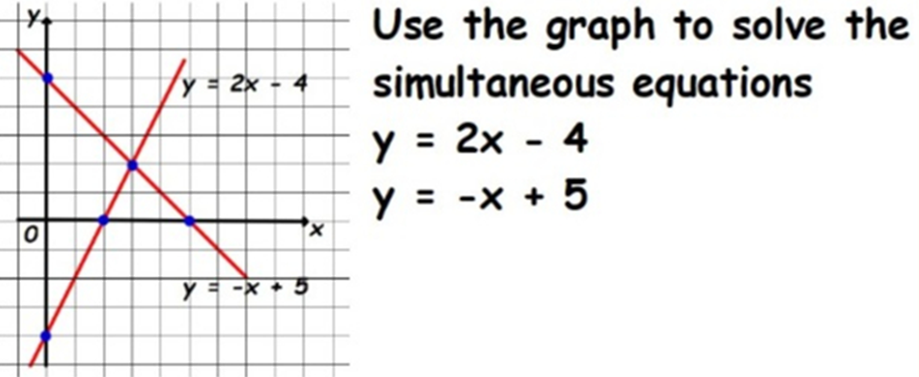 y
y = 2x - 4
0
x
y = -x + 5
Use the graph to solve the
simultaneous equations
y = 2x - 4
y = -x + 5